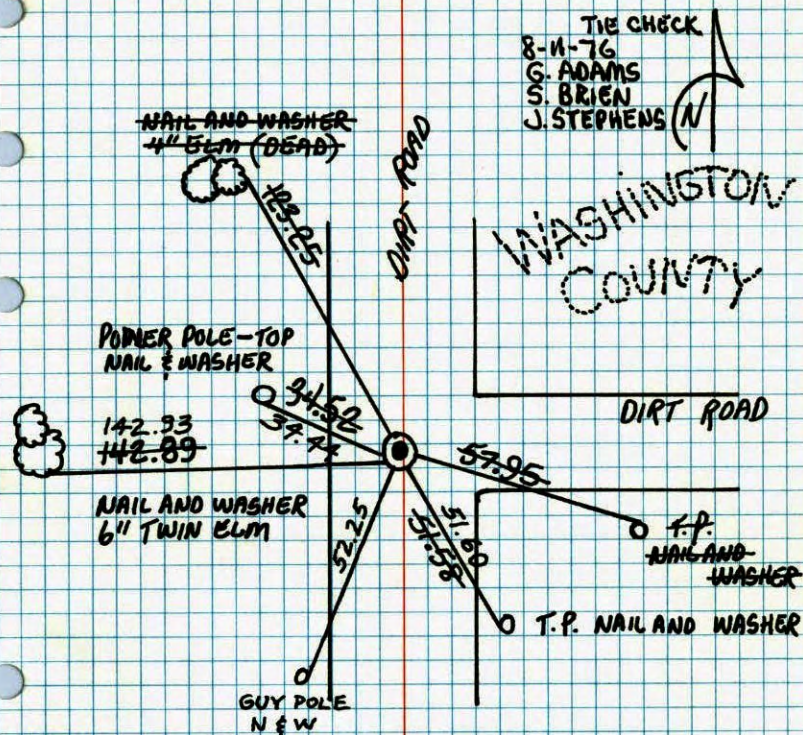 TIE CHECK
8-11-76
G. ADAMS
S. BRIEN
J. STEPHENS
N
WASHINGTON
COUNTY
NAIL AND WASHER
4" ELM (DEAD)
123.25
DIRT ROAD
POWER POLE-TOP
NAIL & WASHER
34.52
34.44
DIRT ROAD
142.93
142.89
NAIL AND WASHER
6" TWIN ELM
57.95
T.P.
NAIL AND
WASHER
52.25
51.60
51.58
T.P. NAIL AND WASHER
GUY POLE
N & W